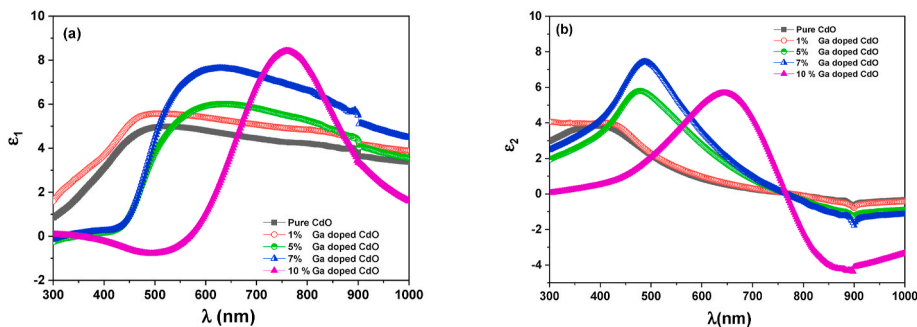 (a)
10
8
6
4
2
0
-2
ε1
300 400 500 600 700 800 900 1000
λ (nm)
Pure CdO
1% Ga doped CdO
5% Ga doped CdO
7% Ga doped CdO
10 % Ga doped CdO
(b)
10
8
6
4
2
0
-2
-4
ε2
300 400 500 600 700 800 900 1000
λ(nm)
Pure CdO
1% Ga doped CdO
5% Ga doped CdO
7% Ga doped CdO
10 % Ga doped CdO